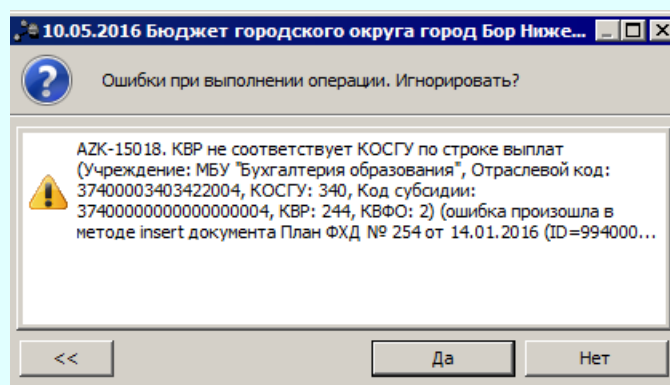 10.05.2016 Бюджет городского округа город Бор Ниже...
Ошибки при выполнении операции. Игнорировать?
AZK-15018. КВР не соответствует КОСГУ по строке выплат
(Учреждение: МБУ "Бухгалтерия образования", Отраслевой код:
37400003403422004, КОСГУ: 340, Код субсидии:
37400000000000000004, КВР: 244, КВФО: 2) (ошибка произошла в
методе insert документа План ФХД № 254 от 14.01.2016 (ID=994000...
<<
Да
Нет